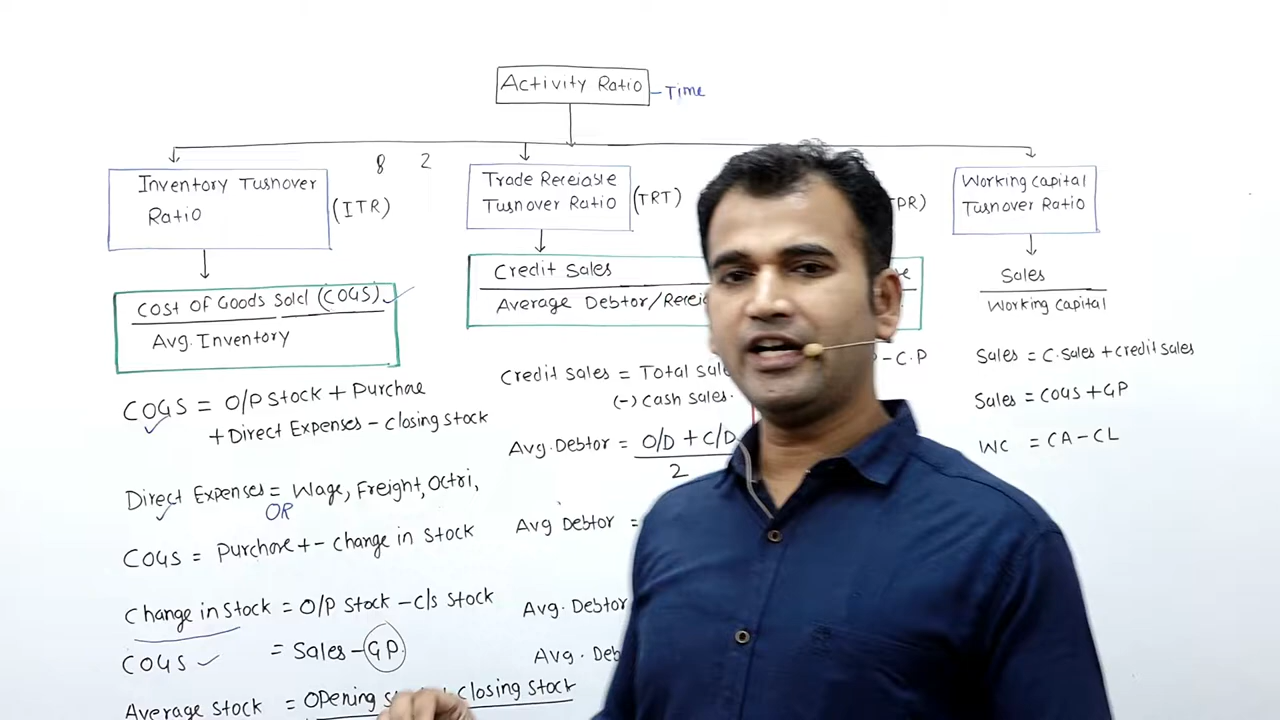 Activity Ratio
- Time
8 2
Inventory Turnover
Ratio
(ITR)
Cost of Goods Sold (COGS)
Avg. Inventory
COGS = O/P Stock + Purchase
+ Direct Expenses - closing stock
Direct Expenses = Wage, Freight, Octri,
OR
COGS = Purchase + - change in stock
Change in stock = O/P Stock - C/s Stock
COGS = Sales - GP.
Average stock = Opening closing stock
Trade Receiable
Turnover Ratio
(TRT)
Credit Sales
Average Debtor/
Credit Sales = Total
(-) Cash Sales.
Avg. Debtor = O/D + C/D
2
Avg Debtor =
Avg. Debtor
Avg.
PR)
- C.P
Working capital
Turnover Ratio
Sales
Working capital
Sales = C.Sales + credit sales
Sales = COGS + GP
WC = CA - CL